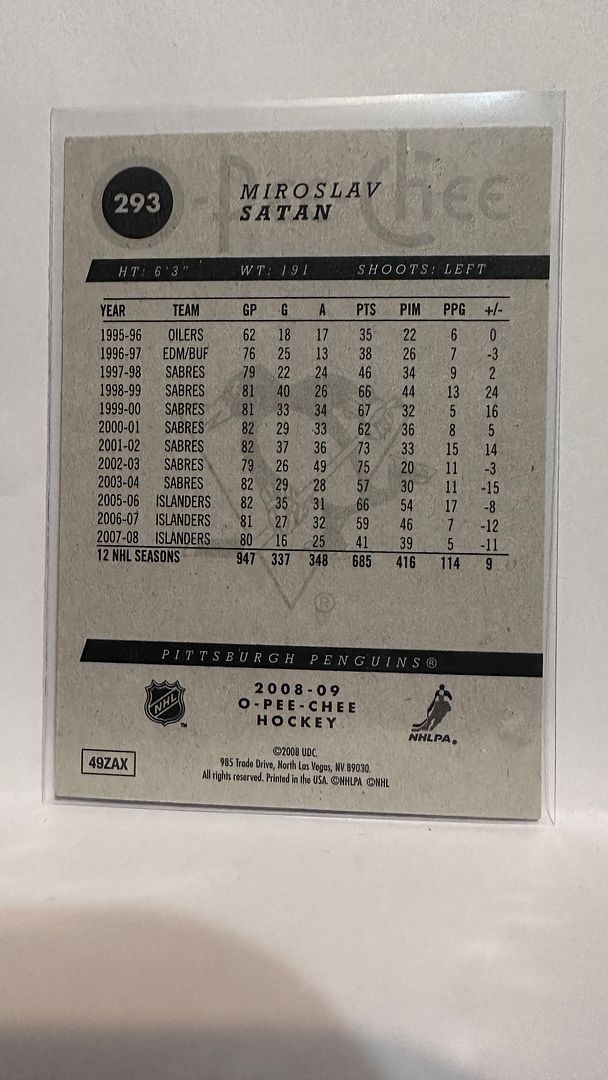 O-Pee-Chee
293
MIROSLAV
SATAN
HT: 6'3" WT: 191 SHOOTS: LEFT
YEAR TEAM GP G A PTS PIM PPG +/-
1995-96 OILERS 62 18 17 35 22 6 0
1996-97 EDM/BUF 76 25 13 38 26 7 -3
1997-98 SABRES 79 22 24 46 34 9 2
1998-99 SABRES 81 40 26 66 44 13 24
1999-00 SABRES 81 33 34 67 32 5 16
2000-01 SABRES 82 29 33 62 36 8 5
2001-02 SABRES 82 37 36 73 33 15 14
2002-03 SABRES 79 26 49 75 20 11 -3
2003-04 SABRES 82 29 28 57 30 11 -15
2005-06 ISLANDERS 82 35 31 66 54 17 -8
2006-07 ISLANDERS 81 27 32 59 46 7 -12
2007-08 ISLANDERS 80 16 25 41 39 5 -11
12 NHL SEASONS 947 337 348 685 416 114 9
®
PITTSBURGH PENGUINS®
NHL
™
2008-09
O-PEE-CHEE
HOCKEY
NHLPA®
49ZAX
©2008 UDC.
985 Trade Drive, North Las Vegas, NV 89030.
All rights reserved. Printed in the USA. ©NHLPA ©NHL